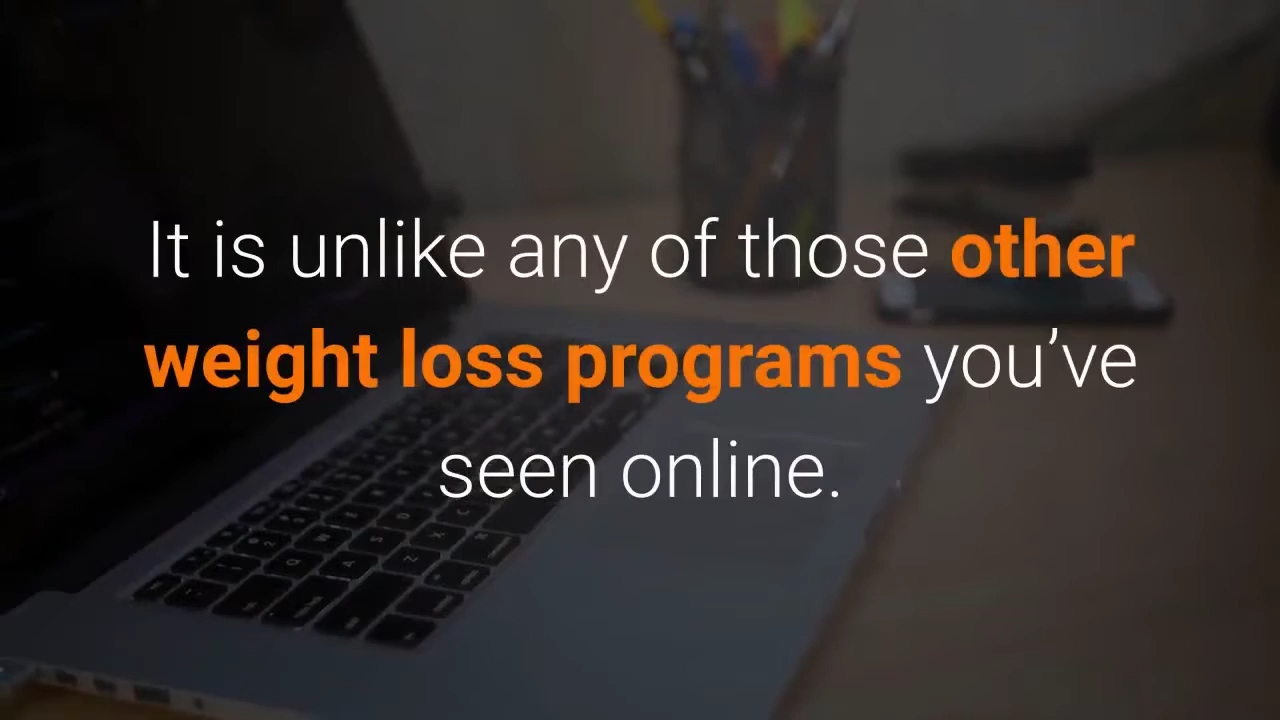 It is unlike any of those other
weight loss programs you’ve
seen online.